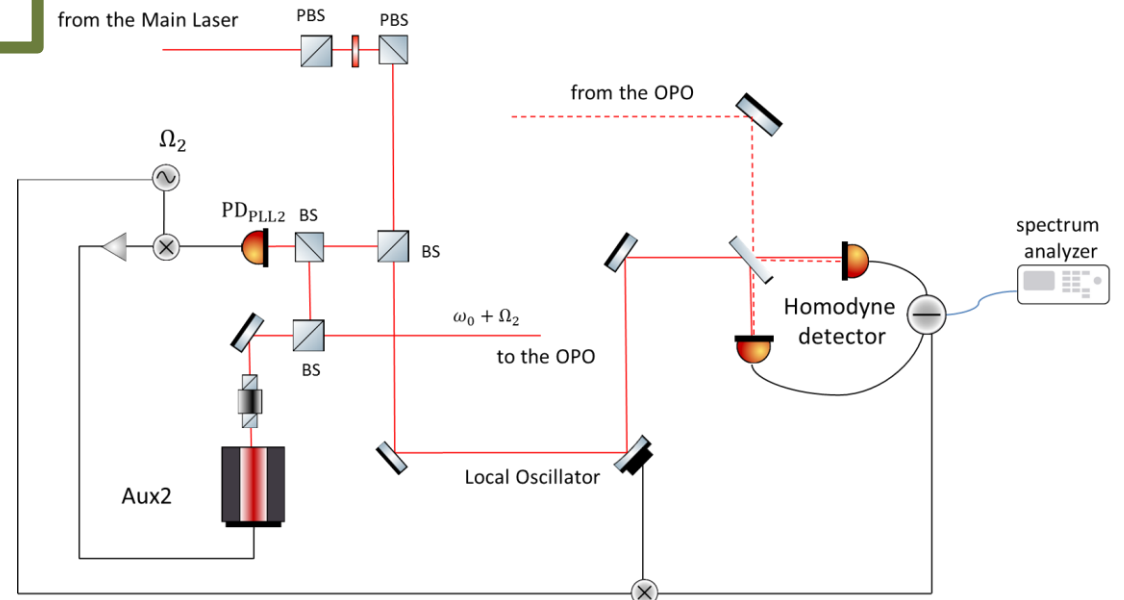 from the Main Laser
PBS
PBS
from the OPO
Ω₂
PD_PLL2
BS
BS
spectrum
analyzer
Homodyne
detector
ω₀ + Ω₂
to the OPO
BS
Local Oscillator
Aux2